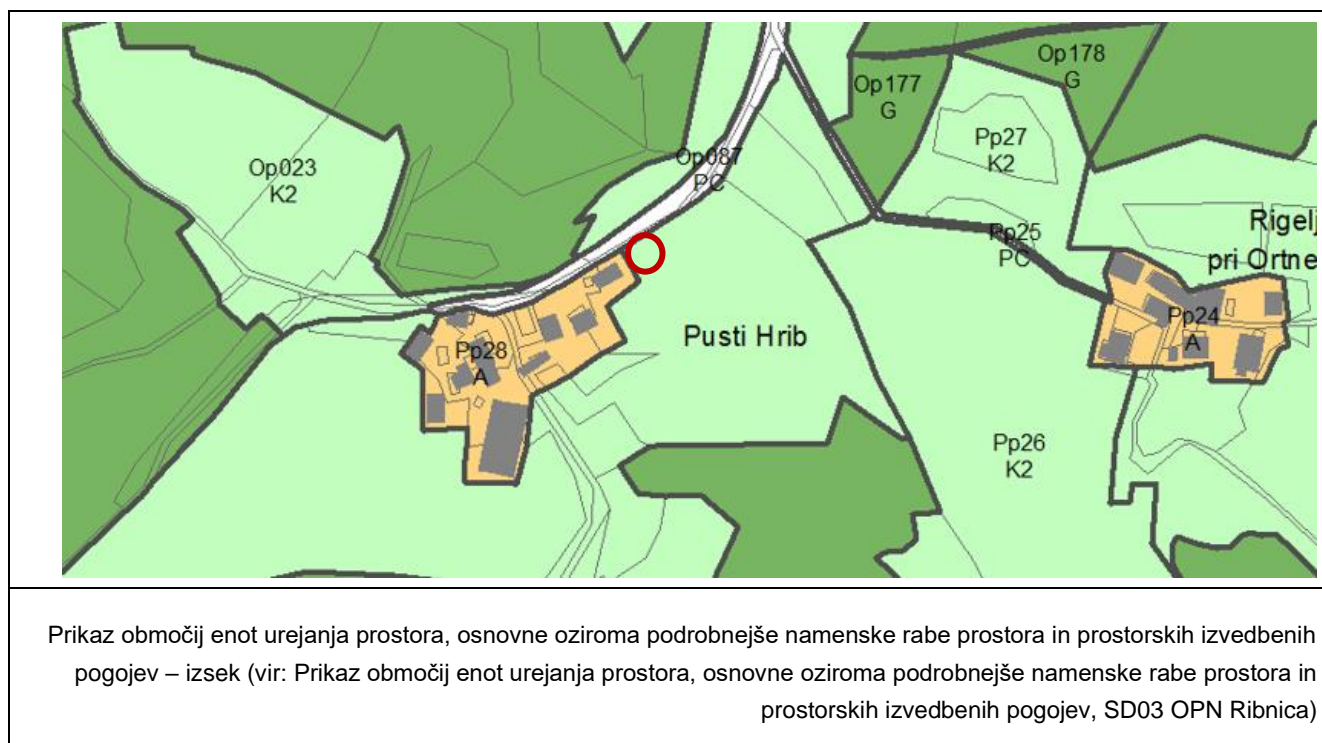 Op178
G
Op177
G
Pp27
K2
Op087
PC
Op023
K2
Rigelj
pri Ortne
Pp25
PC
Pp24
A
Pusti Hrib
Pp28
A
Pp26
K2
Prikaz območij enot urejanja prostora, osnovne oziroma podrobnejše namenske rabe prostora in prostorskih izvedbenih
pogojev – izsek (vir: Prikaz območij enot urejanja prostora, osnovne oziroma podrobnejše namenske rabe prostora in
prostorskih izvedbenih pogojev, SD03 OPN Ribnica)